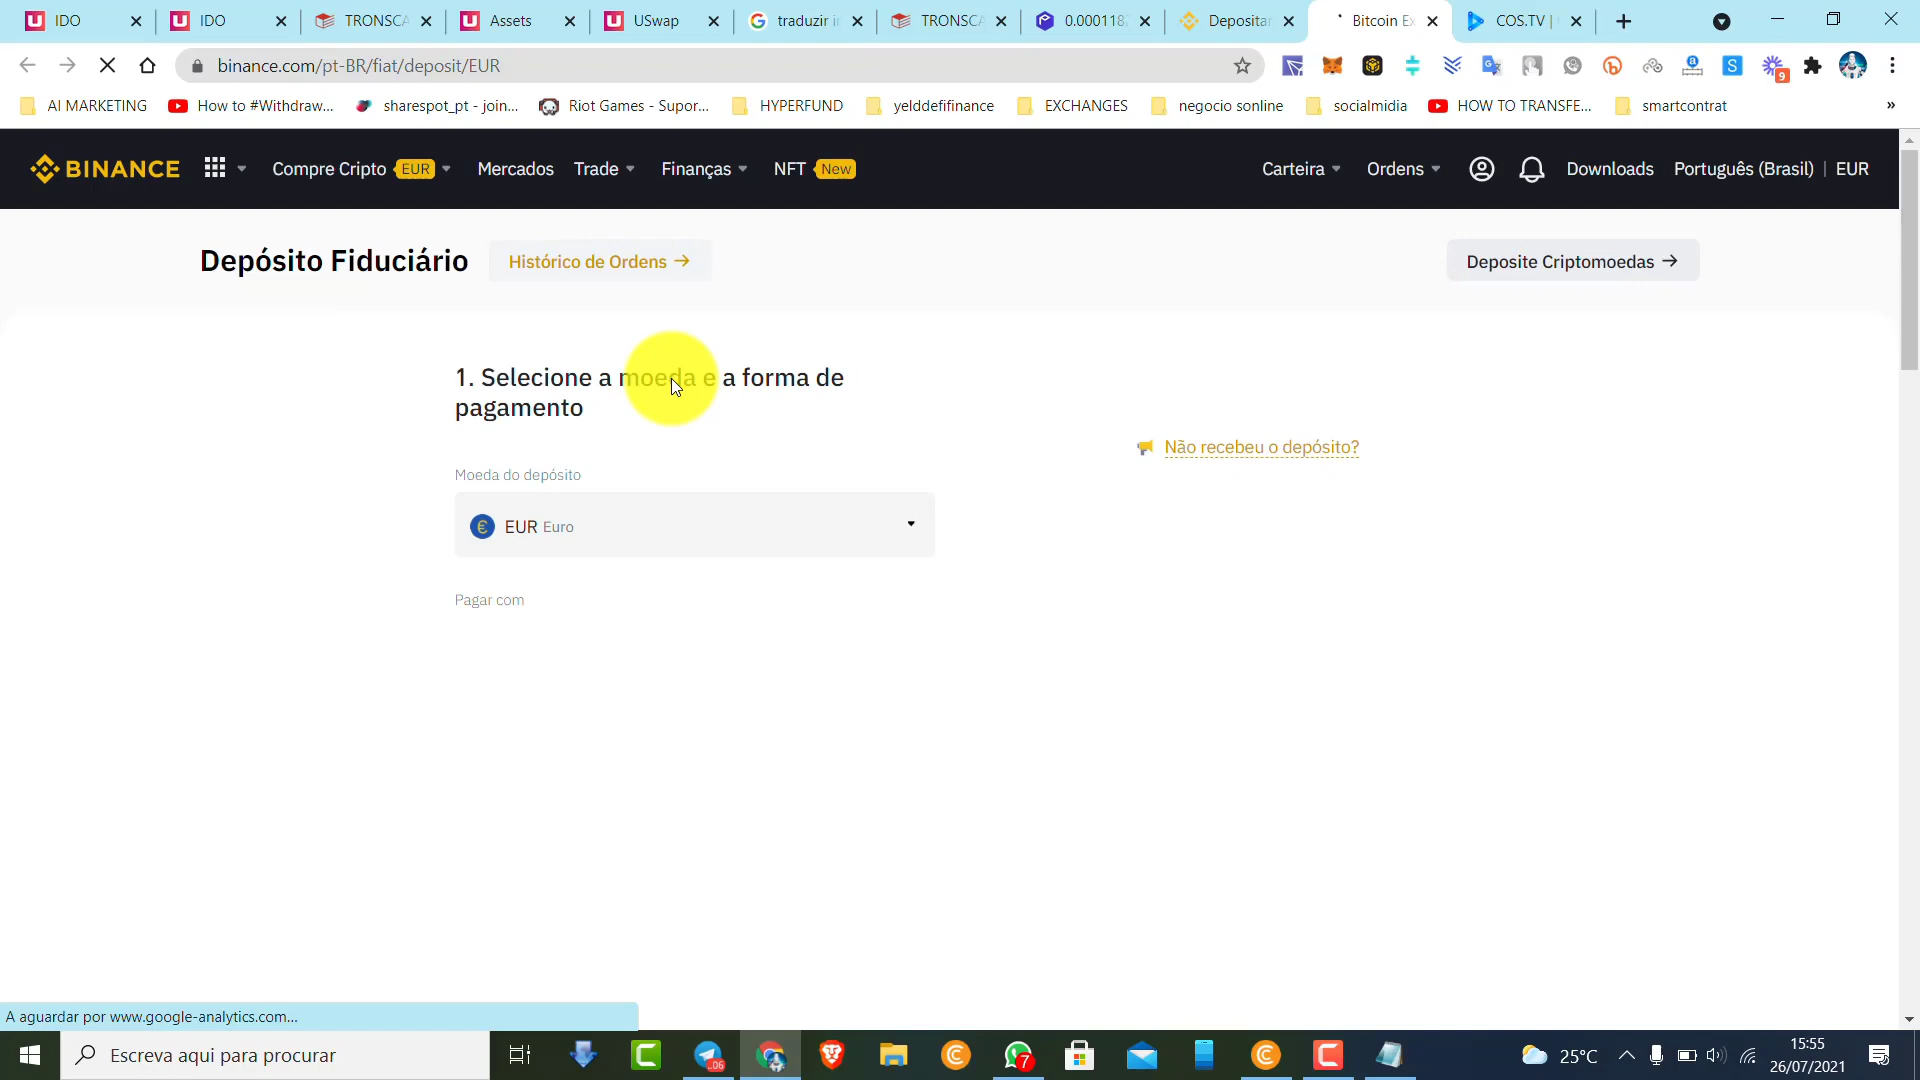 IDO
IDO
TRONSCA
Assets
USwap
traduzir
TRONSCA
0.000118
Depositar
Bitcoin Ex
COS.TV |
binance.com/pt-BR/fiat/deposit/EUR
9
AI MARKETING
How to #Withdraw...
sharespot_pt - join...
Riot Games - Supor...
HYPERFUND
yelddefifinance
EXCHANGES
negocio sonline
socialmidia
HOW TO TRANSFE...
smartcontrat
»
BINANCE
Compre Cripto EUR
Mercados
Trade
Finanças
NFT New
Carteira
Ordens
Downloads
Português (Brasil) | EUR
Depósito Fiduciário
Histórico de Ordens →
Deposite Criptomoedas →
1. Selecione a moeda e a forma de
pagamento
Não recebeu o depósito?
Moeda do depósito
EUR Euro
Pagar com
A aguardar por www.google-analytics.com...
Escreva aqui para procurar
7
25°C
15:55
26/07/2021